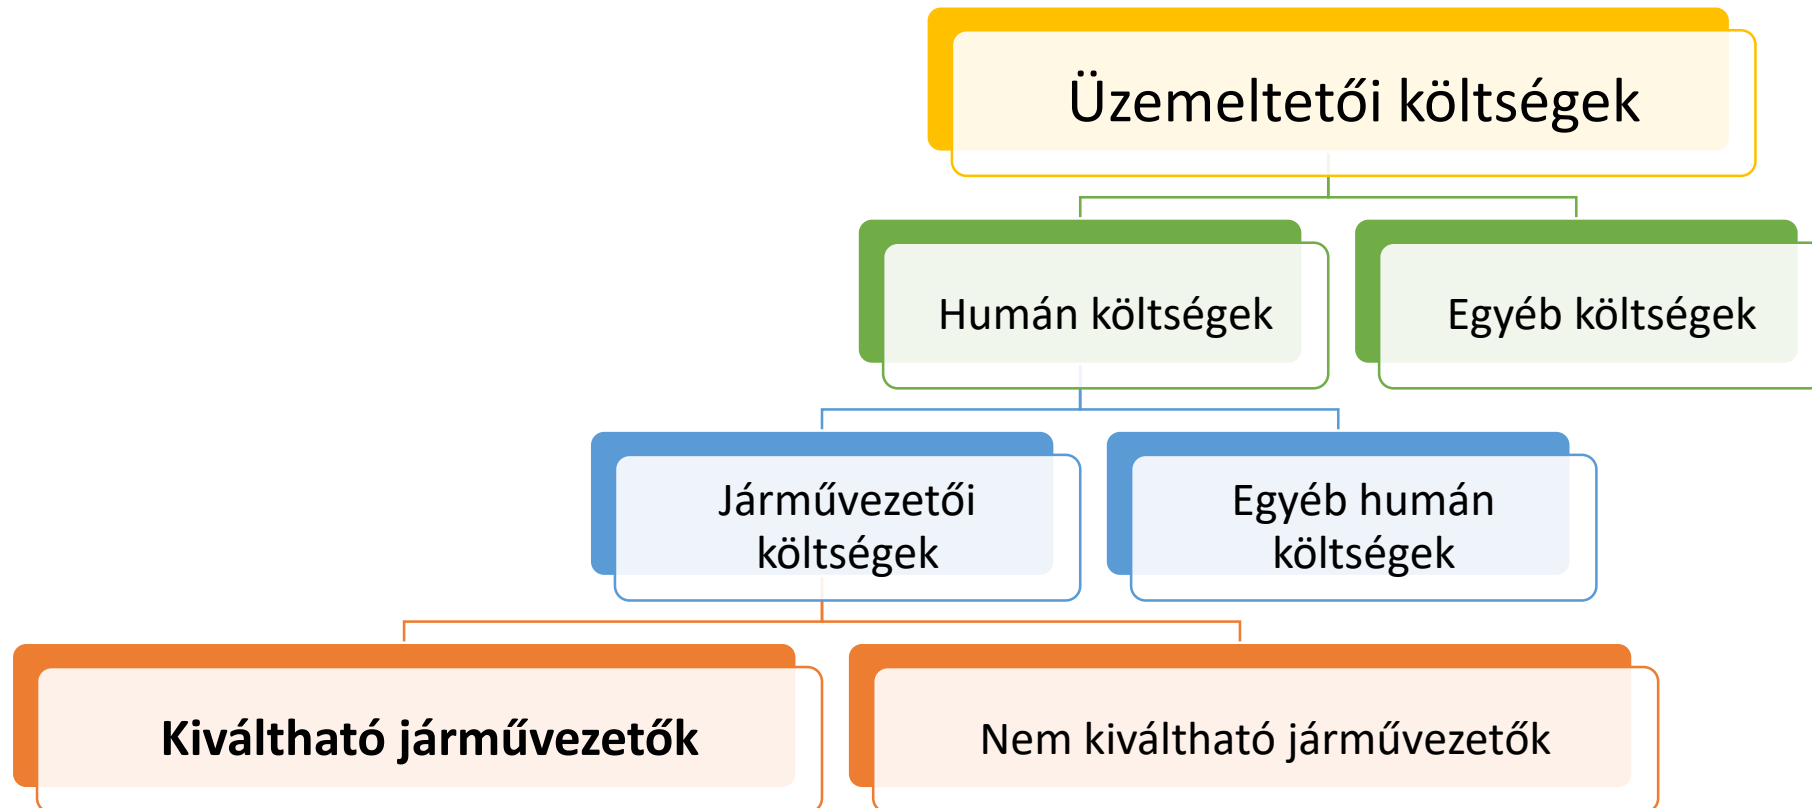 Üzemeltetői költségek
Humán költségek
Egyéb költségek
Járművezetői
költségek
Egyéb humán
költségek
Kiváltható járművezetők
Nem kiváltható járművezetők